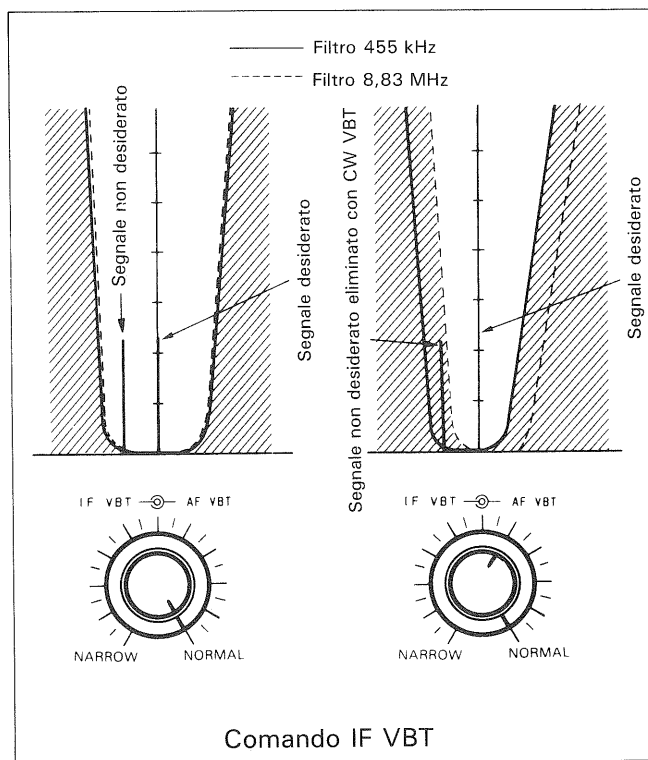 Filtro 455 kHz
Filtro 8,83 MHz
Segnale non desiderato
Segnale desiderato
Segnale non desiderato eliminato con CW VBT
Segnale desiderato
IF VBT AF VBT
NARROW NORMAL
IF VBT AF VBT
NARROW NORMAL
Comando IF VBT